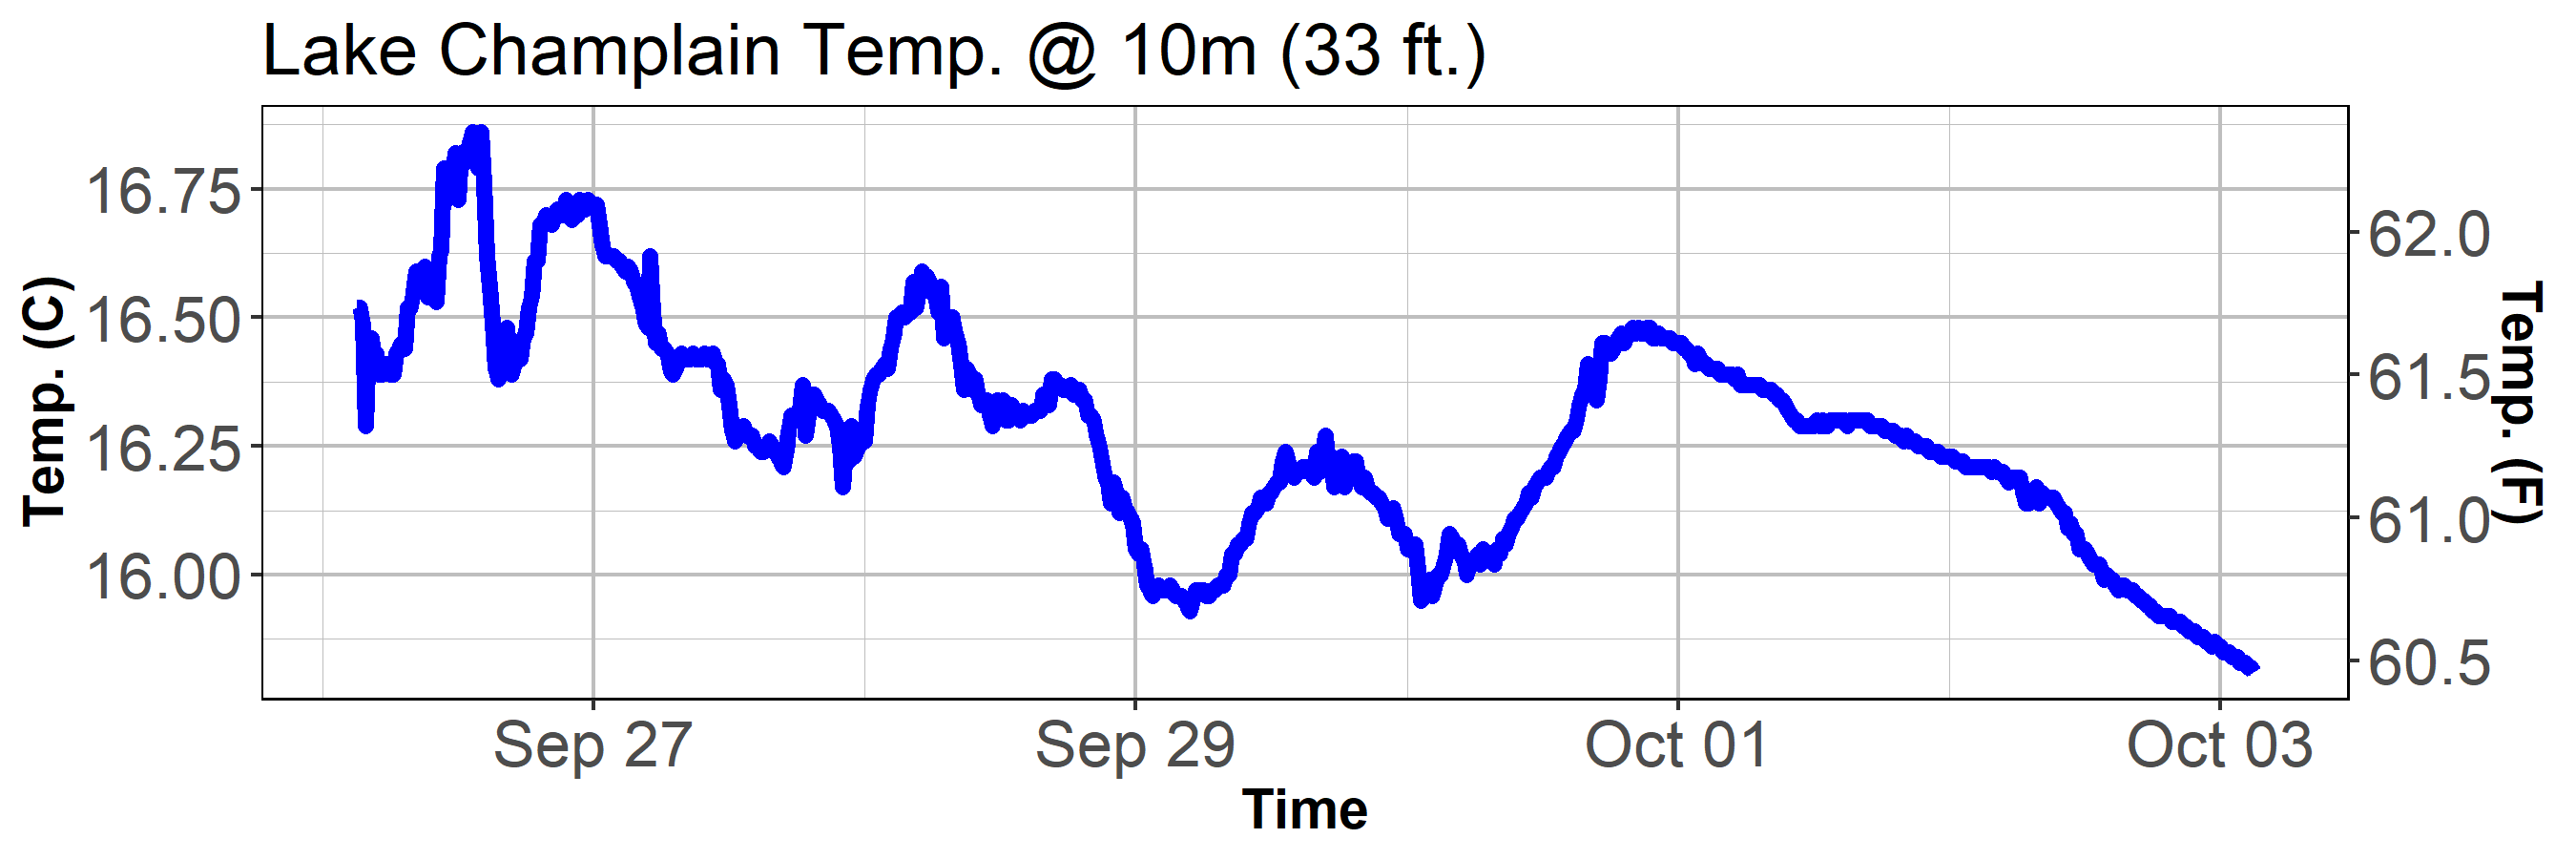 Lake Champlain Temp. @ 10m (33 ft.)
Temp. (C)
16.75
16.50
16.25
16.00
62.0
61.5
61.0
60.5
Temp. (F)
Sep 27 Sep 29 Oct 01 Oct 03
Time